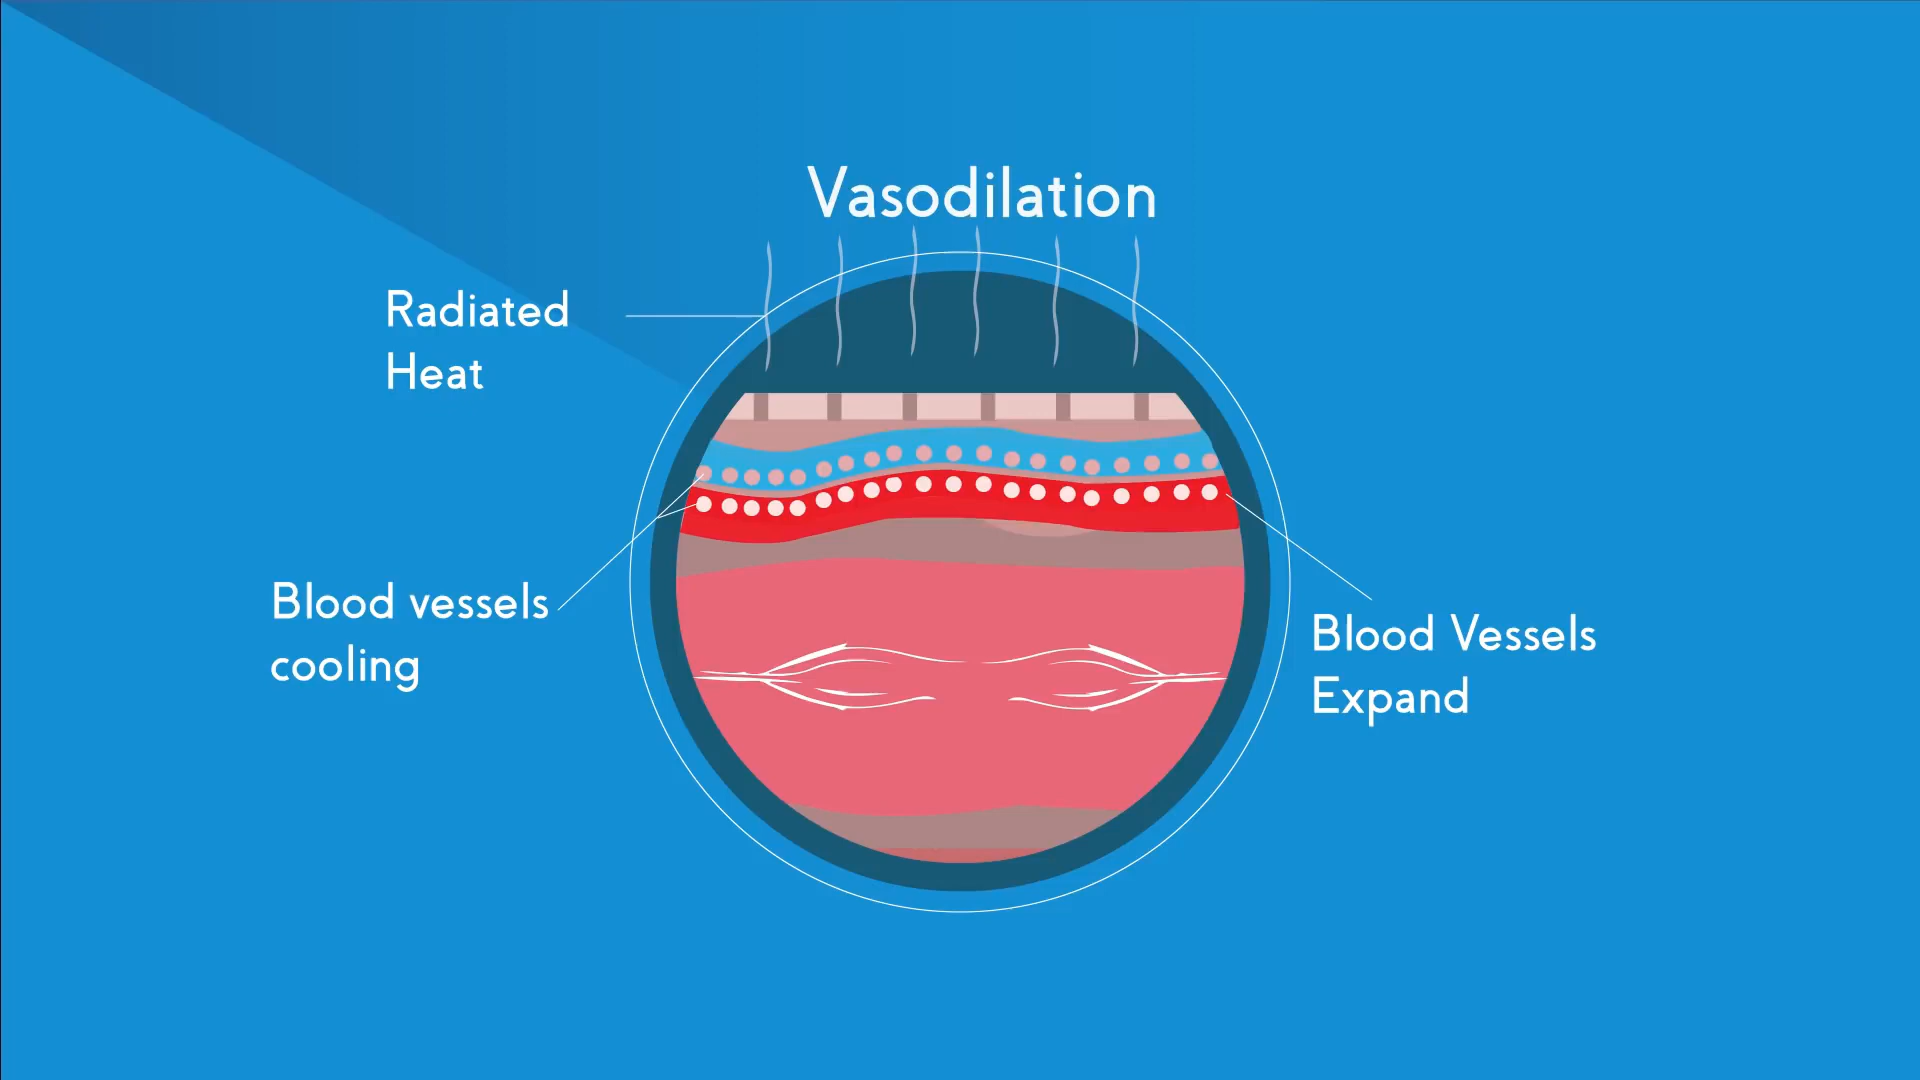 Vasodilation
Radiated
Heat
Blood vessels
cooling
Blood Vessels
Expand